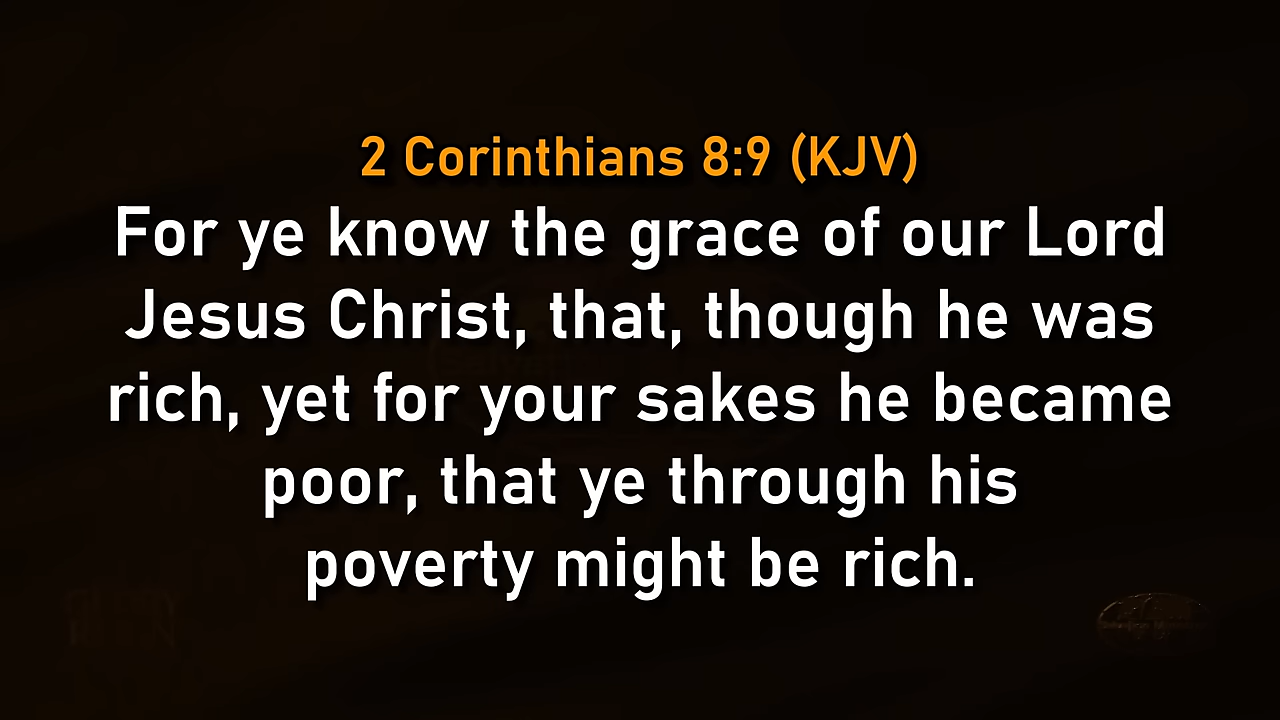 2 Corinthians 8:9 (KJV)
For ye know the grace of our Lord
Jesus Christ, that, though he was
rich, yet for your sakes he became
poor, that ye through his
poverty might be rich.